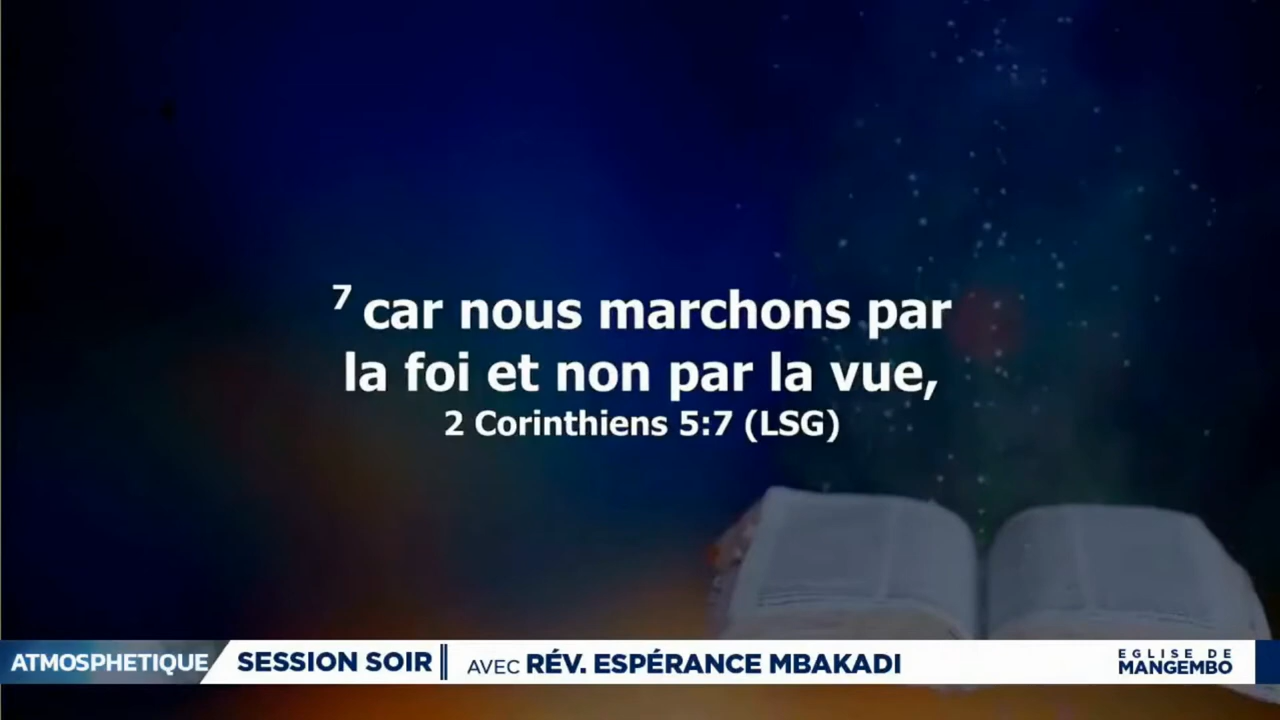 7 car nous marchons par
la foi et non par la vue,
2 Corinthiens 5:7 (LSG)
ATMOSPHETIQUE SESSION SOIR AVEC RÉV. ESPÉRANCE MBAKADI
EGLISE DE
MANGEMBO